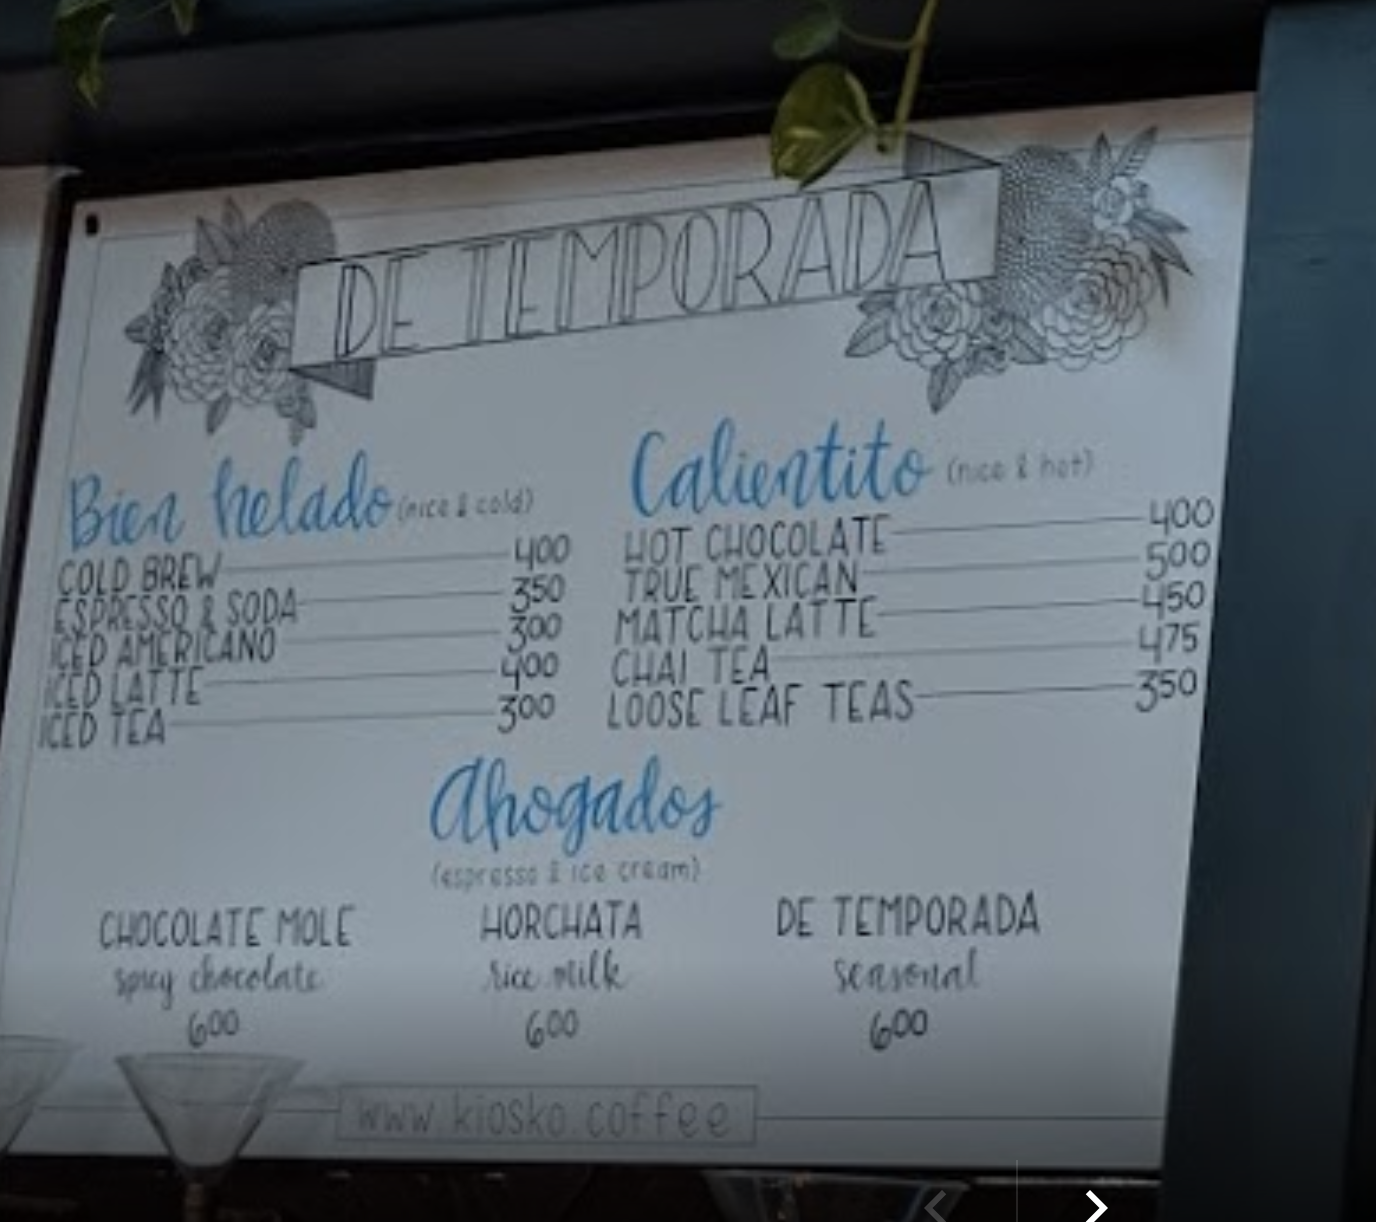 DE TEMPORADA
Bien helado (nice & cold)
COLD BREW 400
ESPRESSO & SODA 350
ICED AMERICANO 300
ICED LATTE 400
ICED TEA 300
Calientito (nice & hot)
HOT CHOCOLATE 400
TRUE MEXICAN 500
MATCHA LATTE 450
CHAI TEA 475
LOOSE LEAF TEAS 350
Ahogados
(espresso & ice cream)
CHOCOLATE MOLE
spicy chocolate
600
HORCHATA
rice milk
600
DE TEMPORADA
seasonal
600
www.kiosko.coffee